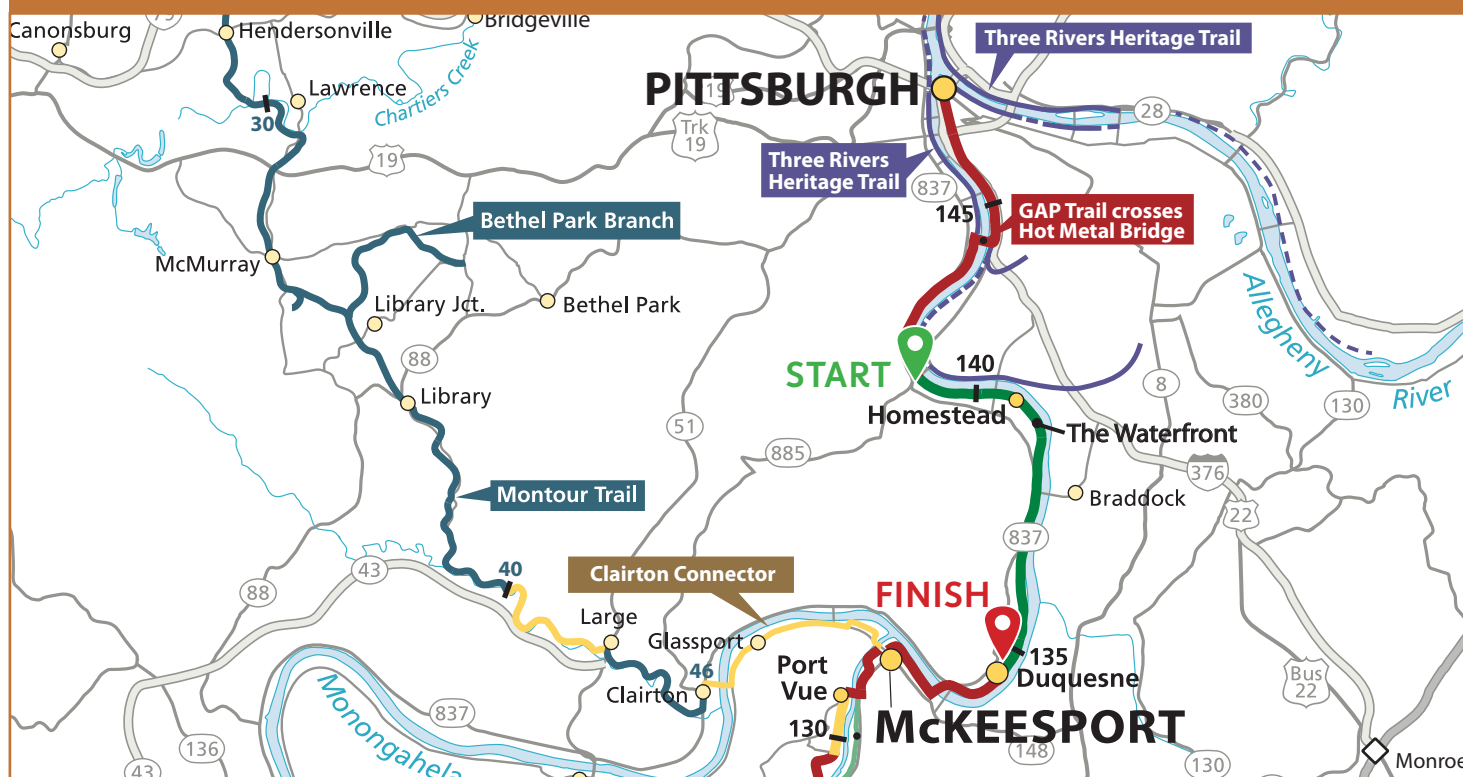 Canonsburg
79
Hendersonville
Bridgeville
Lawrence
Chartiers Creek
30
19
Trk
19
19
PITTSBURGH
Three Rivers Heritage Trail
28
Three Rivers
Heritage Trail
837
145
GAP Trail crosses
Hot Metal Bridge
Bethel Park Branch
McMurray
Library Jct.
Bethel Park
88
Library
START
140
Homestead
The Waterfront
Allegheny
River
8
380
130
51
885
376
22
Braddock
Montour Trail
837
43
88
40
Clairton Connector
FINISH
Large
Glassport
46
Clairton
Port
Vue
130
135
Duquesne
McKEESPORT
Bus
22
Monongahela
837
136
43
148
130
Monroe